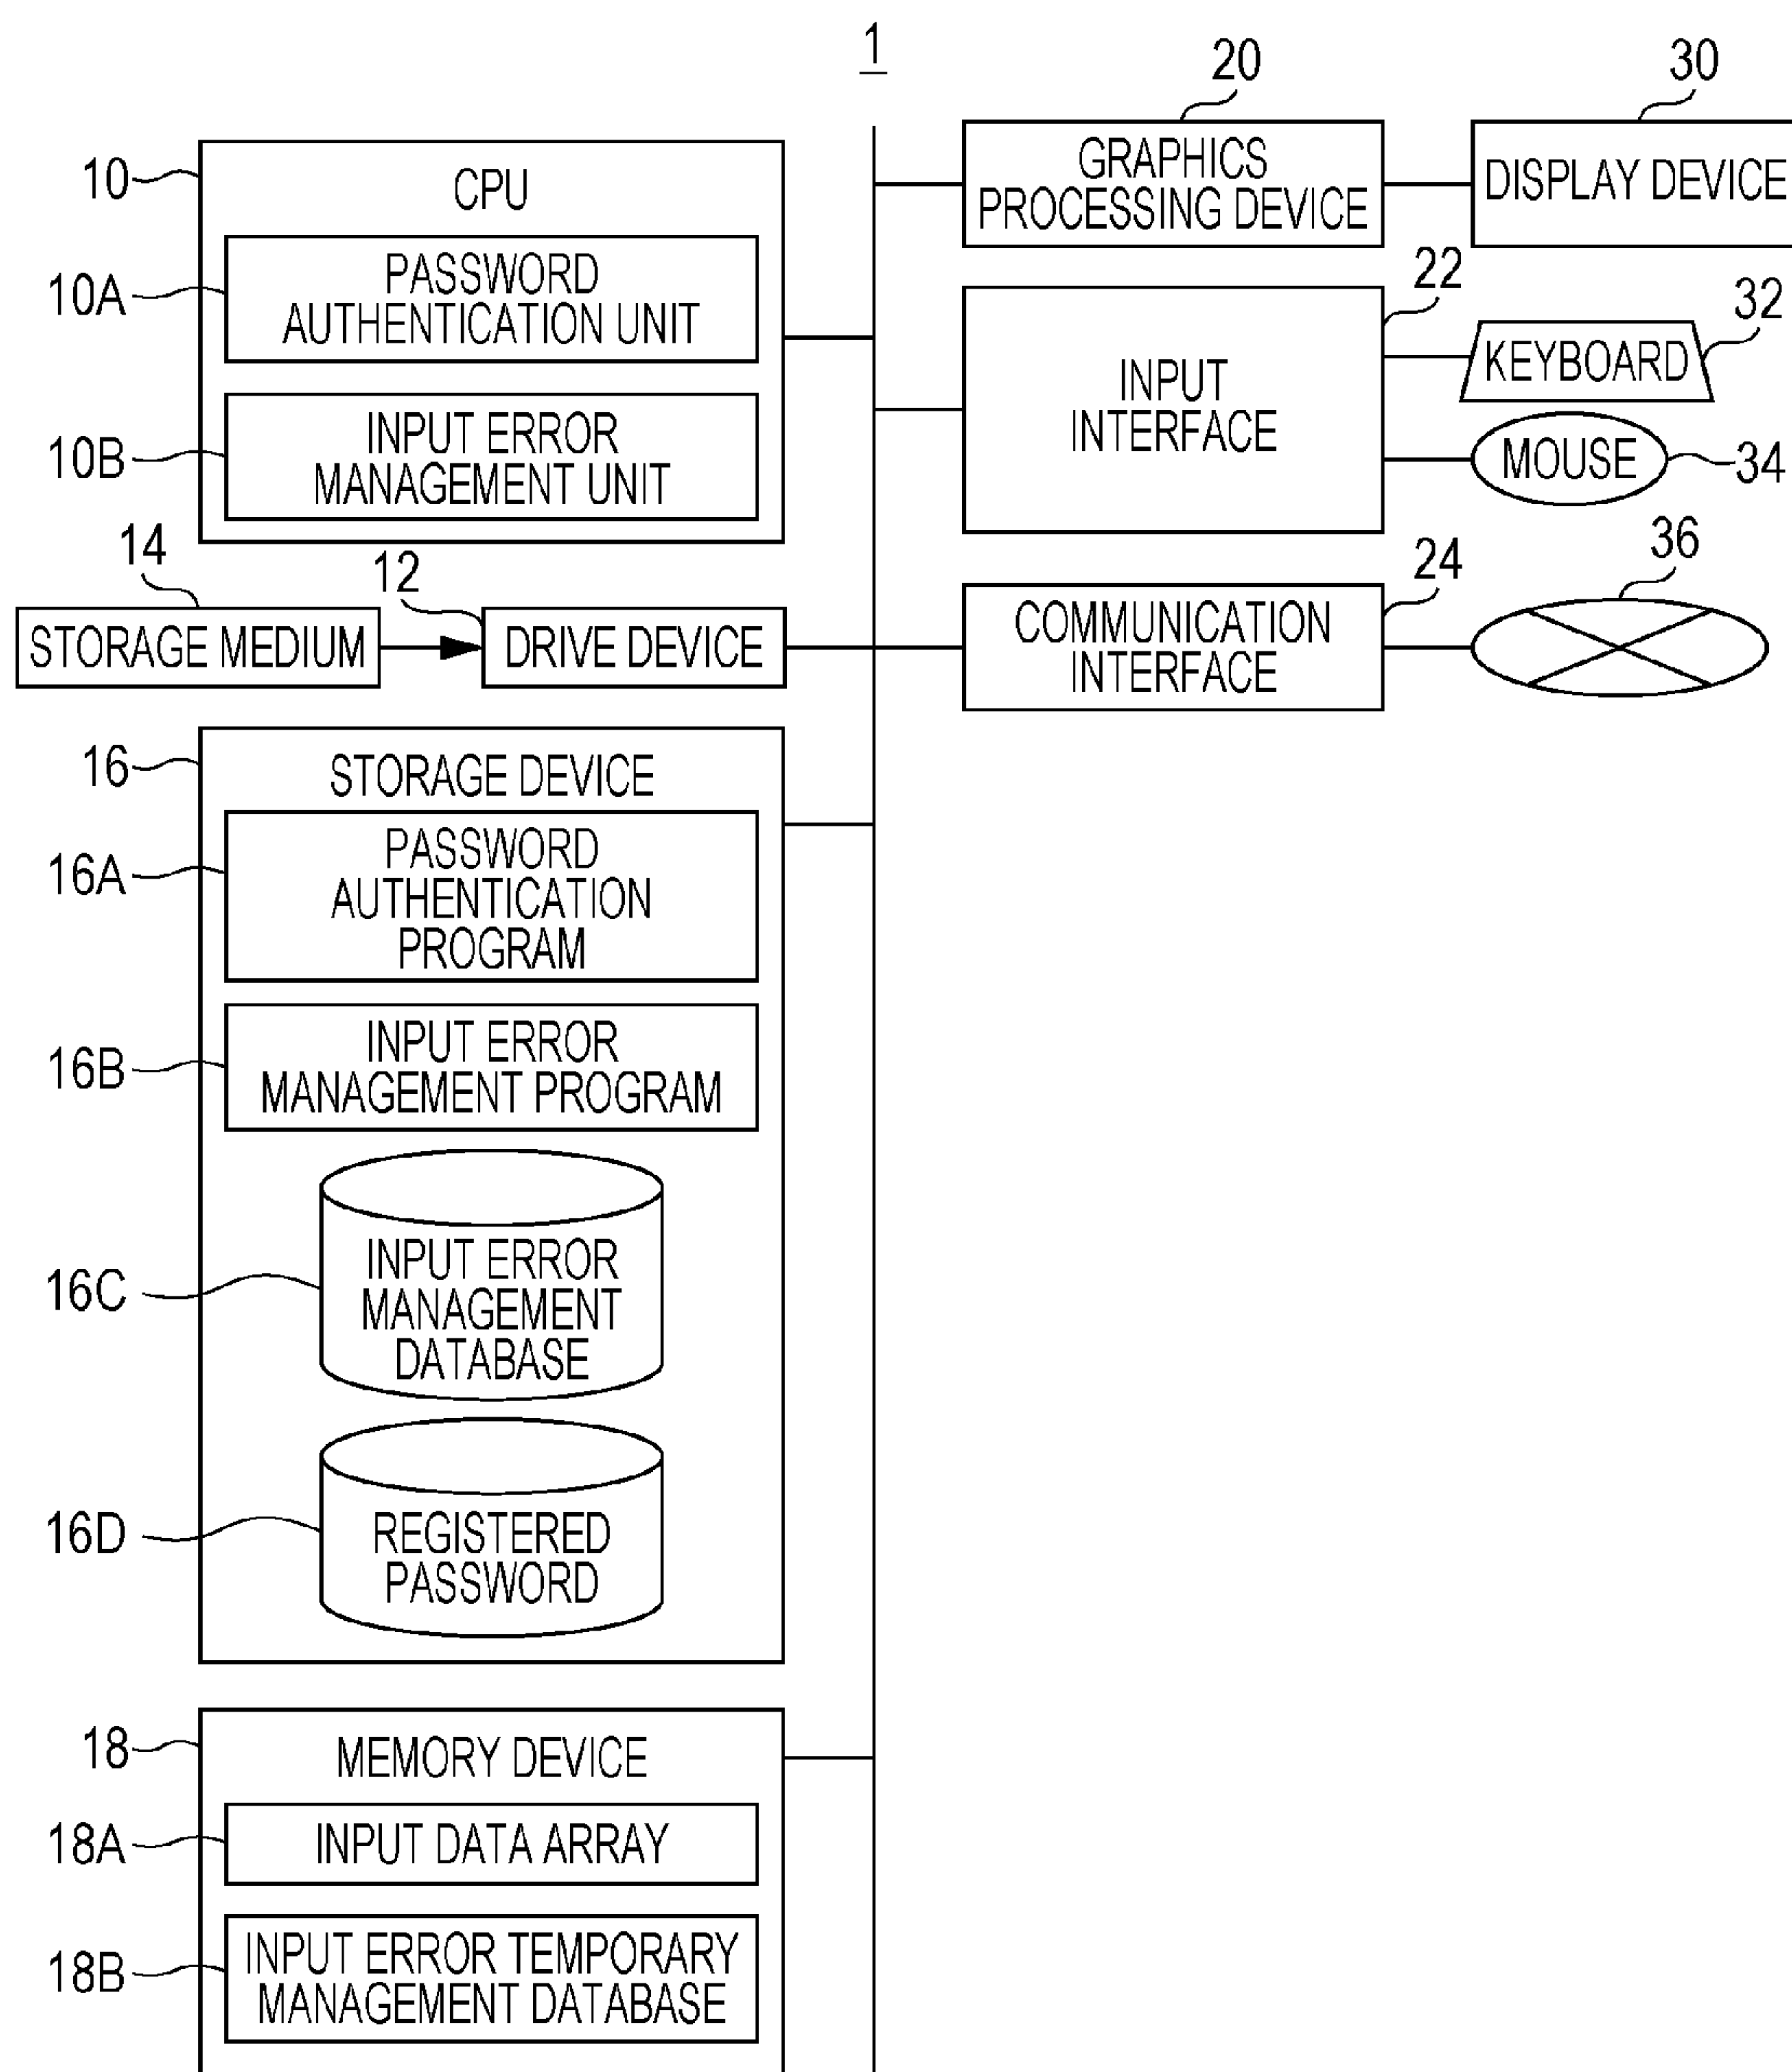 1
10
CPU
10A
PASSWORD
AUTHENTICATION UNIT
10B
INPUT ERROR
MANAGEMENT UNIT
14
STORAGE MEDIUM
12
DRIVE DEVICE
16
STORAGE DEVICE
16A
PASSWORD
AUTHENTICATION
PROGRAM
16B
INPUT ERROR
MANAGEMENT PROGRAM
16C
INPUT ERROR
MANAGEMENT
DATABASE
16D
REGISTERED
PASSWORD
18
MEMORY DEVICE
18A
INPUT DATA ARRAY
18B
INPUT ERROR TEMPORARY
MANAGEMENT DATABASE
20
GRAPHICS
PROCESSING DEVICE
30
DISPLAY DEVICE
22
INPUT
INTERFACE
32
KEYBOARD
MOUSE
34
24
COMMUNICATION
INTERFACE
36